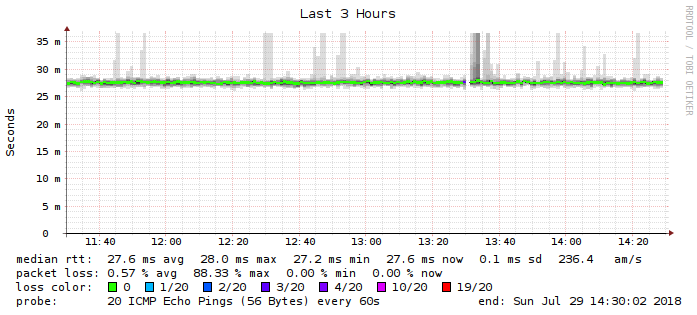 Last 3 Hours
RRDTOOL / TOBI OETIKER
Seconds
35 m
30 m
25 m
20 m
15 m
10 m
5 m
0
11:40 12:00 12:20 12:40 13:00 13:20 13:40 14:00 14:20
median rtt: 27.6 ms avg 28.0 ms max 27.2 ms min 27.6 ms now 0.1 ms sd 236.4 am/s
packet loss: 0.57 % avg 88.33 % max 0.00 % min 0.00 % now
loss color: 0 1/20 2/20 3/20 4/20 10/20 19/20
probe: 20 ICMP Echo Pings (56 Bytes) every 60s end: Sun Jul 29 14:30:02 2018